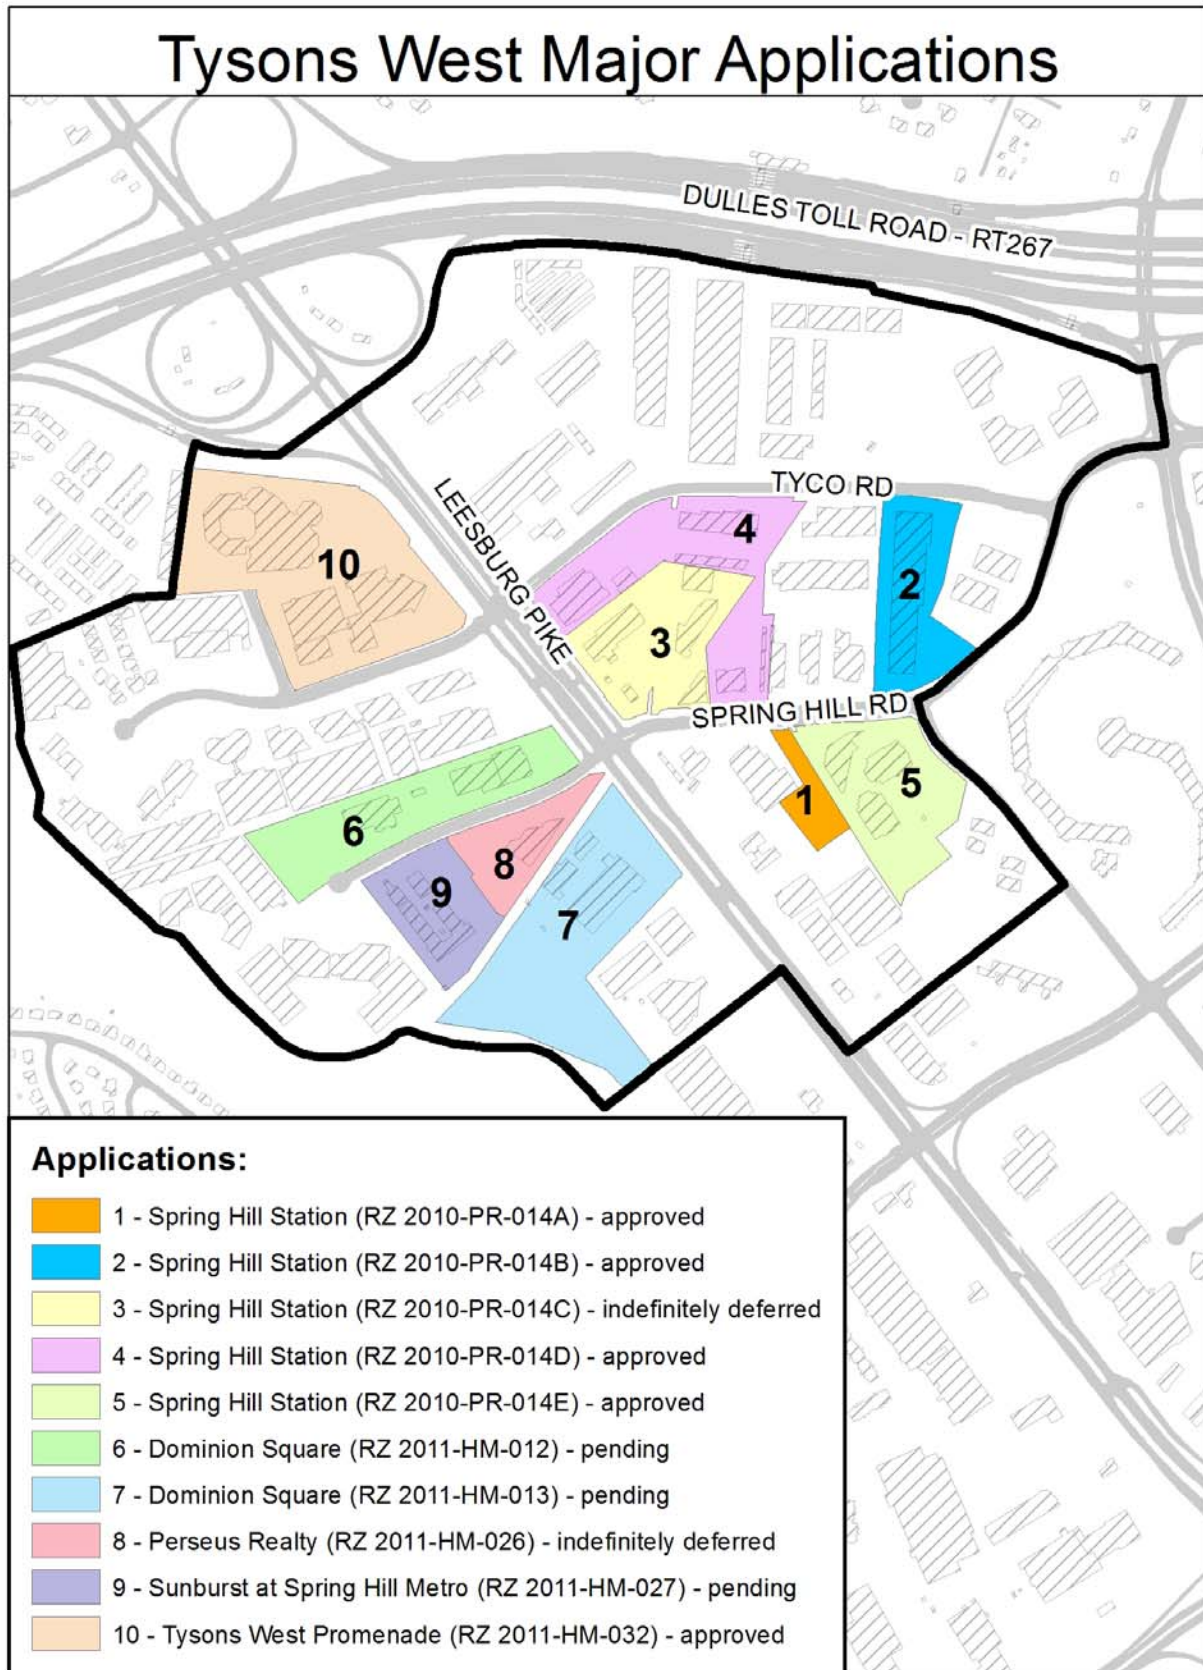 Tysons West Major Applications
DULLES TOLL ROAD - RT267
TYCO RD
LEESBURG PIKE
4
10
2
3
SPRING HILL RD
5
1
6
8
9
7
Applications:
1 - Spring Hill Station (RZ 2010-PR-014A) - approved
2 - Spring Hill Station (RZ 2010-PR-014B) - approved
3 - Spring Hill Station (RZ 2010-PR-014C) - indefinitely deferred
4 - Spring Hill Station (RZ 2010-PR-014D) - approved
5 - Spring Hill Station (RZ 2010-PR-014E) - approved
6 - Dominion Square (RZ 2011-HM-012) - pending
7 - Dominion Square (RZ 2011-HM-013) - pending
8 - Perseus Realty (RZ 2011-HM-026) - indefinitely deferred
9 - Sunburst at Spring Hill Metro (RZ 2011-HM-027) - pending
10 - Tysons West Promenade (RZ 2011-HM-032) - approved